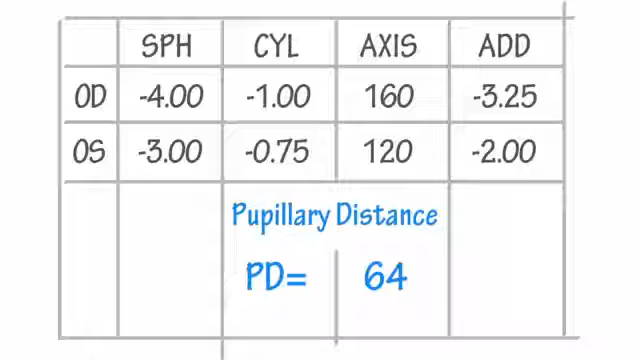 SPH CYL AXIS ADD
OD -4.00 -1.00 160 -3.25
OS -3.00 -0.75 120 -2.00
Pupillary Distance
PD= 64